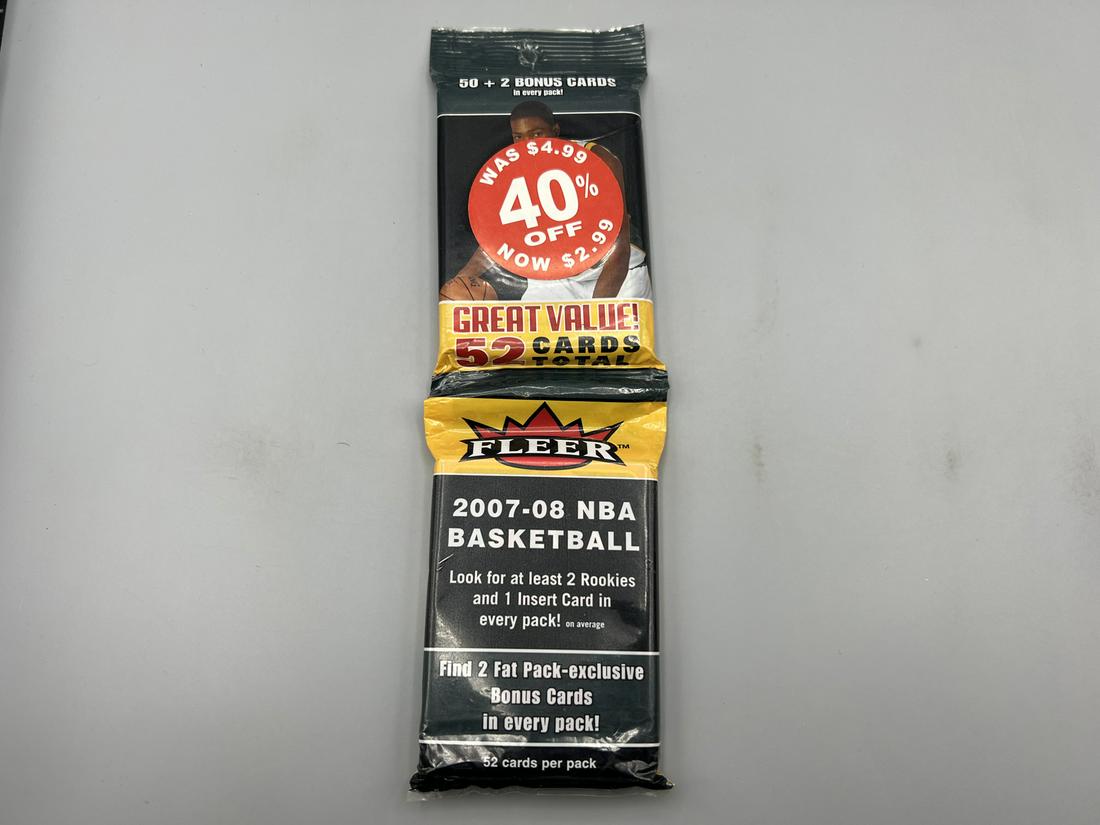 50 + 2 BONUS CARDS
In every pack!
WAS $4.99
40%
OFF
NOW $2.99
GREAT VALUE!
52 CARDS
TOTAL
FLEER™
2007-08 NBA
BASKETBALL
Look for at least 2 Rookies
and 1 Insert Card in
every pack! on average
Find 2 Fat Pack-exclusive
Bonus Cards
in every pack!
52 cards per pack